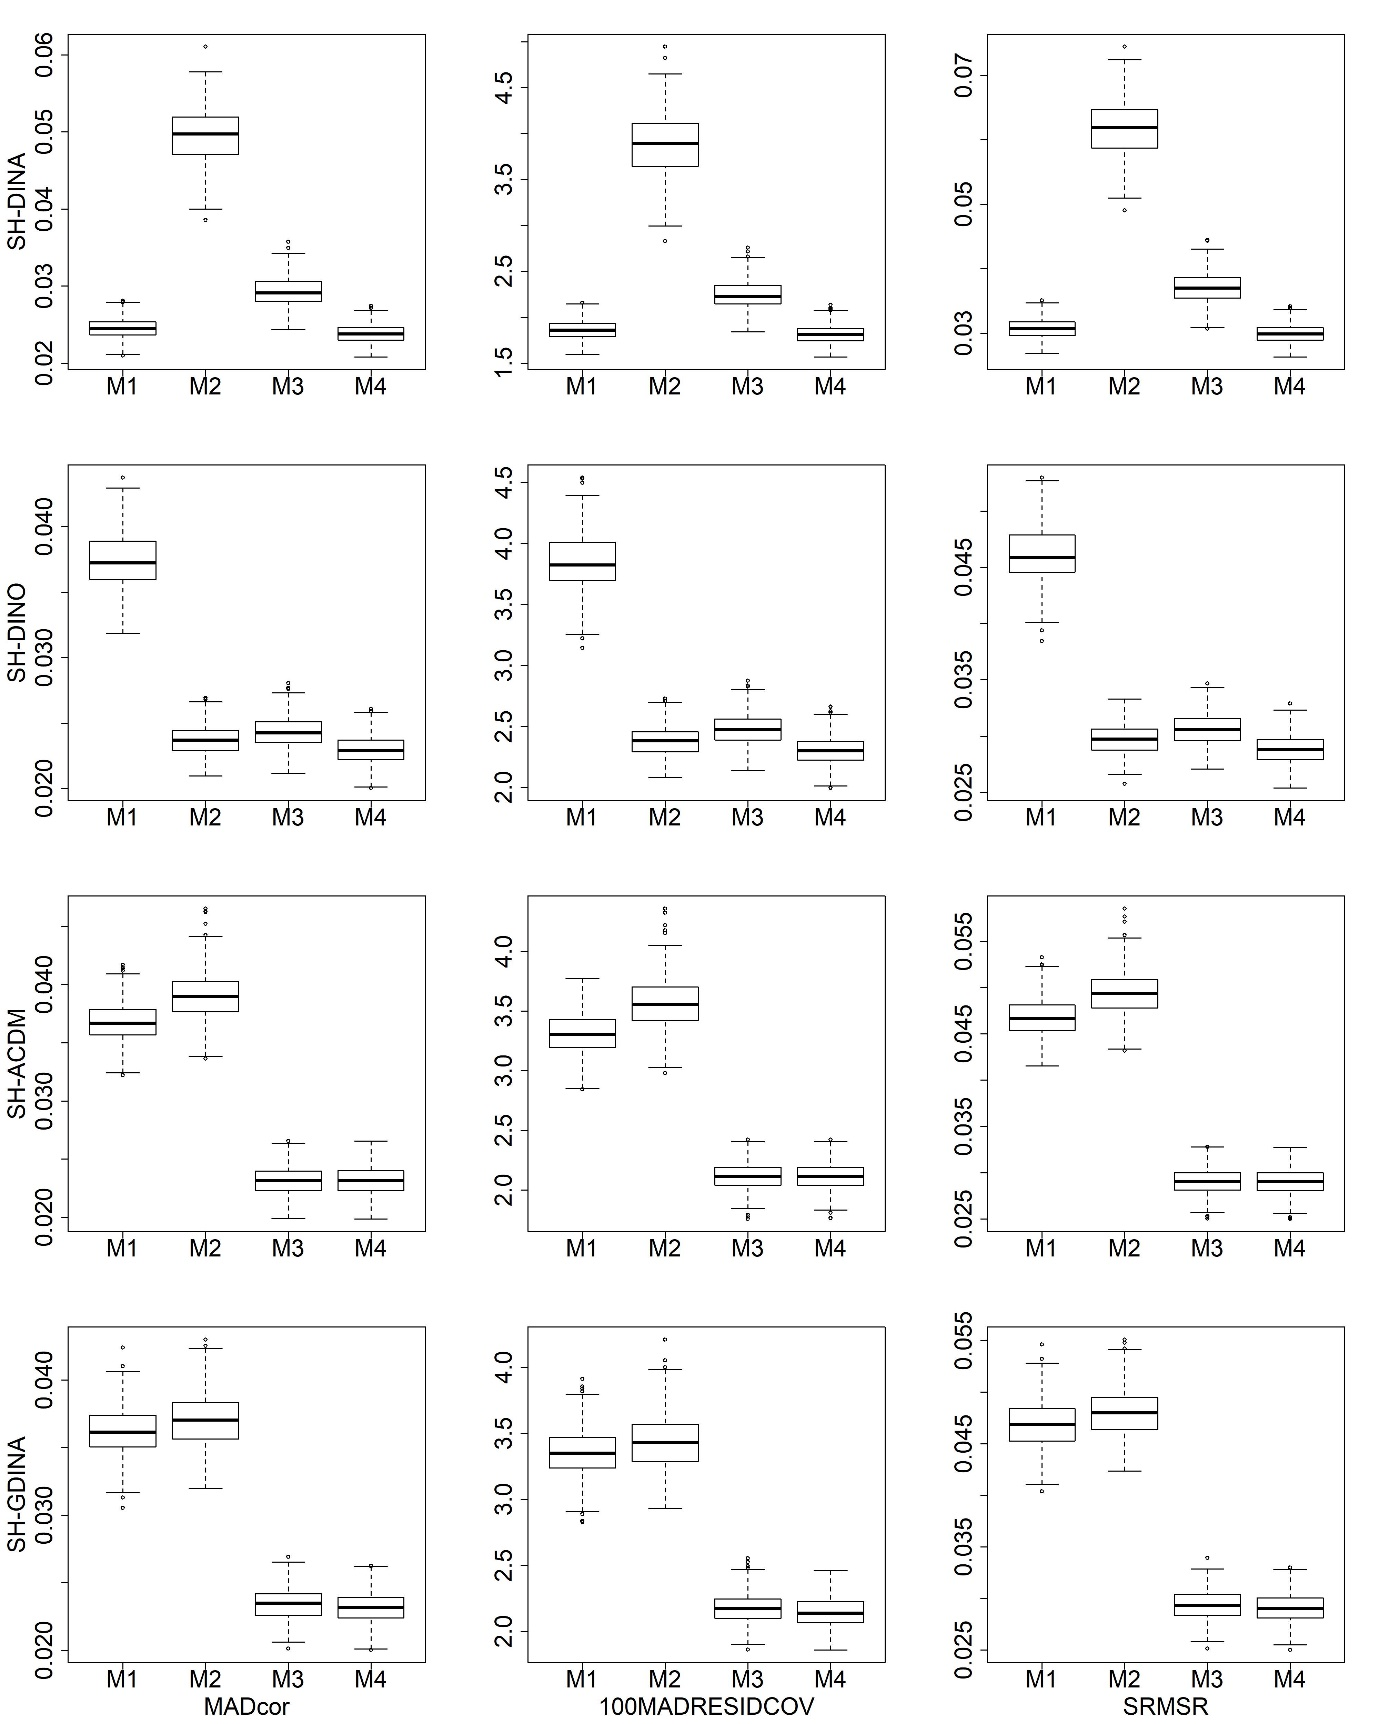 SH-DINA
0.02 0.03 0.04 0.05 0.06
M1 M2 M3 M4
1.5 2.5 3.5 4.5
M1 M2 M3 M4
0.03 0.05 0.07
M1 M2 M3 M4
SH-DINO
0.020 0.030 0.040
M1 M2 M3 M4
2.0 2.5 3.0 3.5 4.0 4.5
M1 M2 M3 M4
0.025 0.035 0.045
M1 M2 M3 M4
SH-ACDM
0.020 0.030 0.040
M1 M2 M3 M4
2.0 2.5 3.0 3.5 4.0
M1 M2 M3 M4
0.025 0.035 0.045 0.055
M1 M2 M3 M4
SH-GDINA
0.020 0.030 0.040
M1 M2 M3 M4
MADcor
2.0 2.5 3.0 3.5 4.0
M1 M2 M3 M4
100MADRESIDCOV
0.025 0.035 0.045 0.055
M1 M2 M3 M4
SRMSR